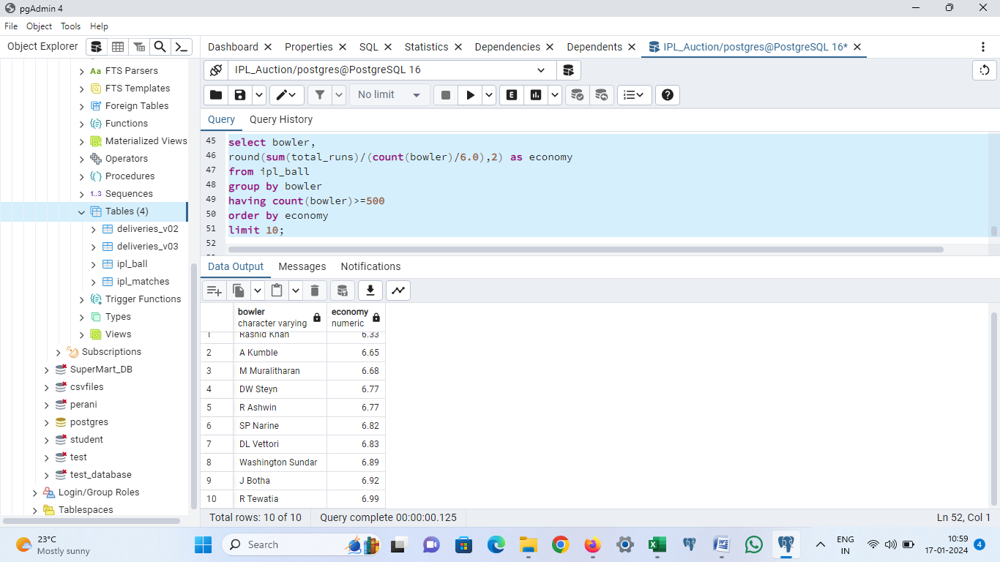 pgAdmin 4
File Object Tools Help
Object Explorer
Dashboard Properties SQL Statistics Dependencies Dependents IPL_Auction/postgres@PostgreSQL 16*
Aa FTS Parsers
FTS Templates
Foreign Tables
Functions
Materialized Views
Operators
Procedures
1..3 Sequences
Tables (4)
deliveries_v02
deliveries_v03
ipl_ball
ipl_matches
Trigger Functions
Types
Views
Subscriptions
SuperMart_DB
csvfiles
perani
postgres
student
test
test_database
Login/Group Roles
Tablespaces
IPL_Auction/postgres@PostgreSQL 16
No limit
E
Query Query History
45 select bowler,
46 round(sum(total_runs)/(count(bowler)/6.0),2) as economy
47 from ipl_ball
48 group by bowler
49 having count(bowler)>=500
50 order by economy
51 limit 10;
52
Data Output Messages Notifications
bowler economy
character varying numeric
1 Rashid Khan 6.33
2 A Kumble 6.65
3 M Muralitharan 6.68
4 DW Steyn 6.77
5 R Ashwin 6.77
6 SP Narine 6.82
7 DL Vettori 6.83
8 Washington Sundar 6.89
9 J Botha 6.92
10 R Tewatia 6.99
Total rows: 10 of 10 Query complete 00:00:00.125 Ln 52, Col 1
23°C
Mostly sunny
Search
ENG
IN
10:59
17-01-2024
4